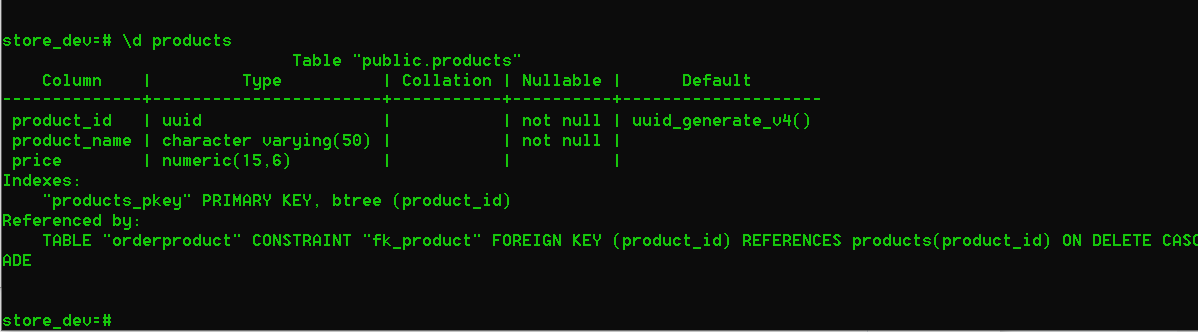 store_dev=# \d products
                             Table "public.products"
    Column    |         Type          | Collation | Nullable |      Default
--------------+-----------------------+-----------+----------+--------------------
 product_id   | uuid                  |           | not null | uuid_generate_v4()
 product_name | character varying(50) |           | not null |
 price        | numeric(15,6)         |           |          |
Indexes:
    "products_pkey" PRIMARY KEY, btree (product_id)
Referenced by:
    TABLE "orderproduct" CONSTRAINT "fk_product" FOREIGN KEY (product_id) REFERENCES products(product_id) ON DELETE CASC
ADE
store_dev=#